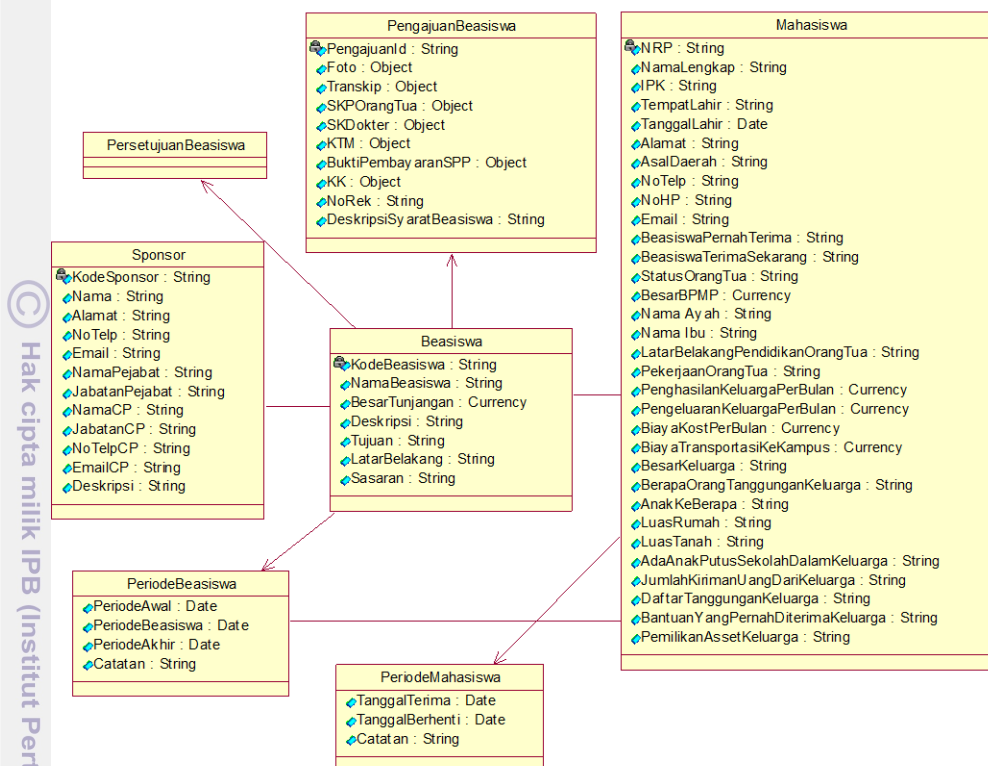 PengajuanBeasiswa
PengajuanId : String
Foto : Object
Transkip : Object
SKPOrangTua : Object
SKDokter : Object
KTM : Object
BuktiPembayaranSPP : Object
KK : Object
NoRek : String
DeskripsiSyaratBeasiswa : String
Mahasiswa
NRP : String
NamaLengkap : String
IPK : String
TempatLahir : String
TanggalLahir : Date
Alamat : String
AsalDaerah : String
NoTelp : String
NoHP : String
Email : String
BeasiswaPernahTerima : String
BeasiswaTerimaSekarang : String
StatusOrangTua : String
BesarBPMP : Currency
Nama Ayah : String
Nama Ibu : String
LatarBelakangPendidikanOrangTua : String
PekerjaanOrangTua : String
PenghasilanKeluargaPerBulan : Currency
PengeluaranKeluargaPerBulan : Currency
BiayaKostPerBulan : Currency
BiayaTransportasiKeKampus : Currency
BesarKeluarga : String
BerapaOrangTanggunganKeluarga : String
AnakKeBerapa : String
LuasRumah : String
LuasTanah : String
AdaAnakPutusSekolahDalamKeluarga : String
JumlahKirimanUangDariKeluarga : String
DaftarTanggunganKeluarga : String
BantuanYangPernahDiterimaKeluarga : String
PemilikanAssetKeluarga : String
PersetujuanBeasiswa
Sponsor
KodeSponsor : String
Nama : String
Alamat : String
NoTelp : String
Email : String
NamaPejabat : String
JabatanPejabat : String
NamaCP : String
JabatanCP : String
NoTelpCP : String
EmailCP : String
Deskripsi : String
Beasiswa
KodeBeasiswa : String
NamaBeasiswa : String
BesarTunjangan : Currency
Deskripsi : String
Tujuan : String
LatarBelakang : String
Sasaran : String
PeriodeBeasiswa
PeriodeAwal : Date
PeriodeBeasiswa : Date
PeriodeAkhir : Date
Catatan : String
PeriodeMahasiswa
TanggalTerima : Date
TanggalBerhenti : Date
Catatan : String
© Hak cipta milik IPB (Institut Pert